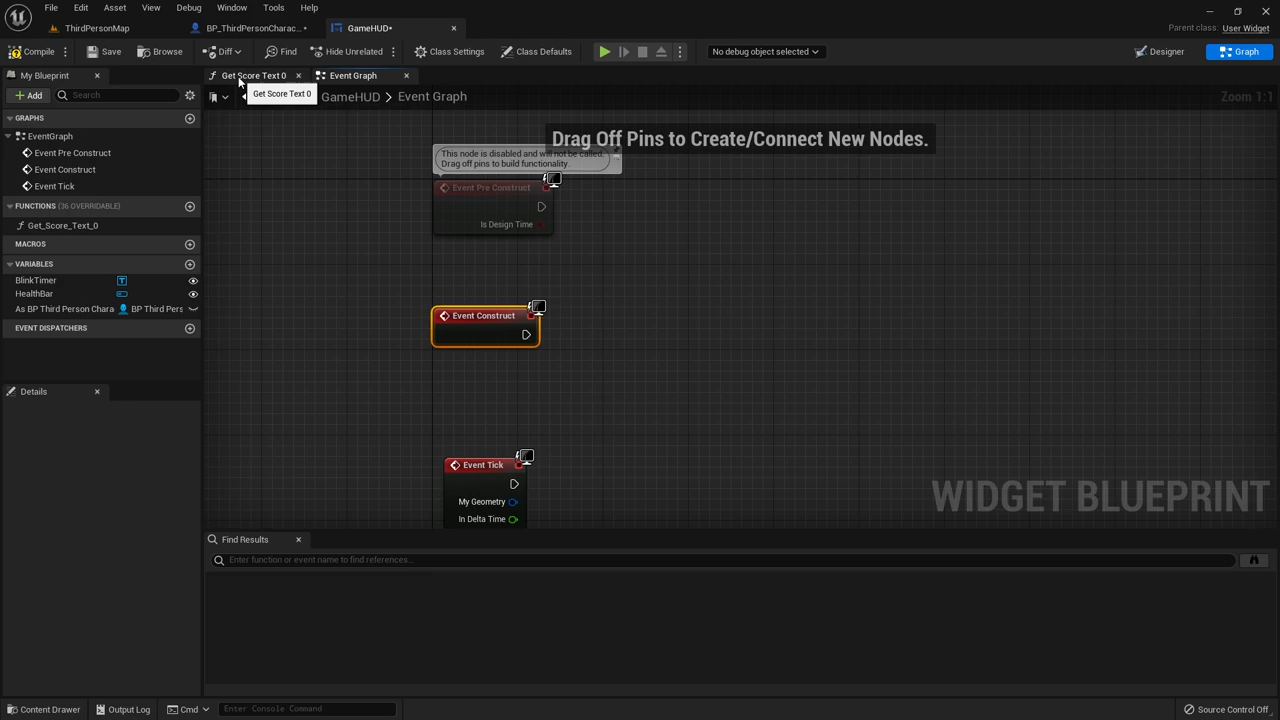 File Edit Asset View Debug Window Tools Help
ThirdPersonMap BP_ThirdPersonCharac... • GameHUD•
Parent class: User Widget
Compile Save Browse Diff Find Hide Unrelated Class Settings Class Defaults No debug object selected Designer Graph
My Blueprint Get Score Text 0 Event Graph
Add Search Get Score Text 0 GameHUD > Event Graph Zoom 1:1
GRAPHS
EventGraph
Event Pre Construct
Event Construct
Event Tick
FUNCTIONS (36 OVERRIDABLE)
Get_Score_Text_0
MACROS
VARIABLES
BlinkTimer
HealthBar
As BP Third Person Chara BP Third Pers
EVENT DISPATCHERS
Details
Drag Off Pins to Create/Connect New Nodes.
This node is disabled and will not be called.
Drag off pins to build functionality.
Event Pre Construct
Is Design Time
Event Construct
Event Tick
My Geometry
In Delta Time
WIDGET BLUEPRINT
Find Results
Enter function or event name to find references...
Content Drawer Output Log Cmd Enter Console Command Source Control Off